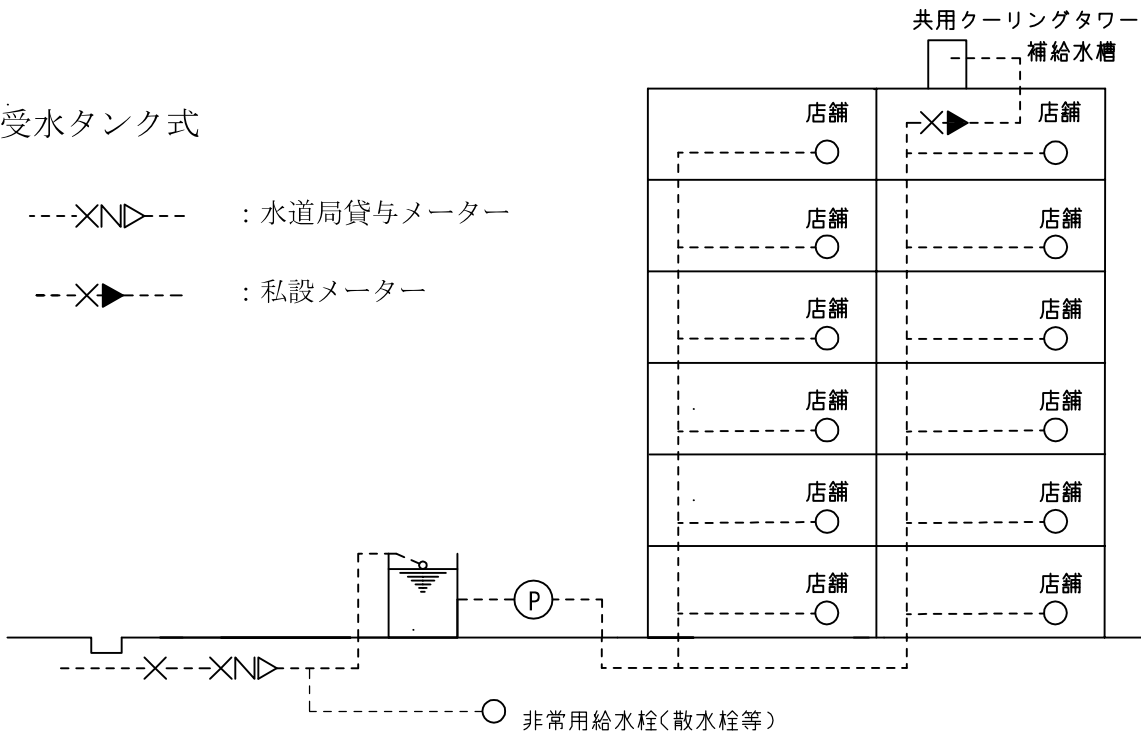 共用クーリングタワー
補給水槽
受水タンク式
：水道局貸与メーター
：私設メーター
店舗
店舗
店舗
店舗
店舗
店舗
店舗
店舗
店舗
店舗
店舗
店舗
P
非常用給水栓(散水栓等)